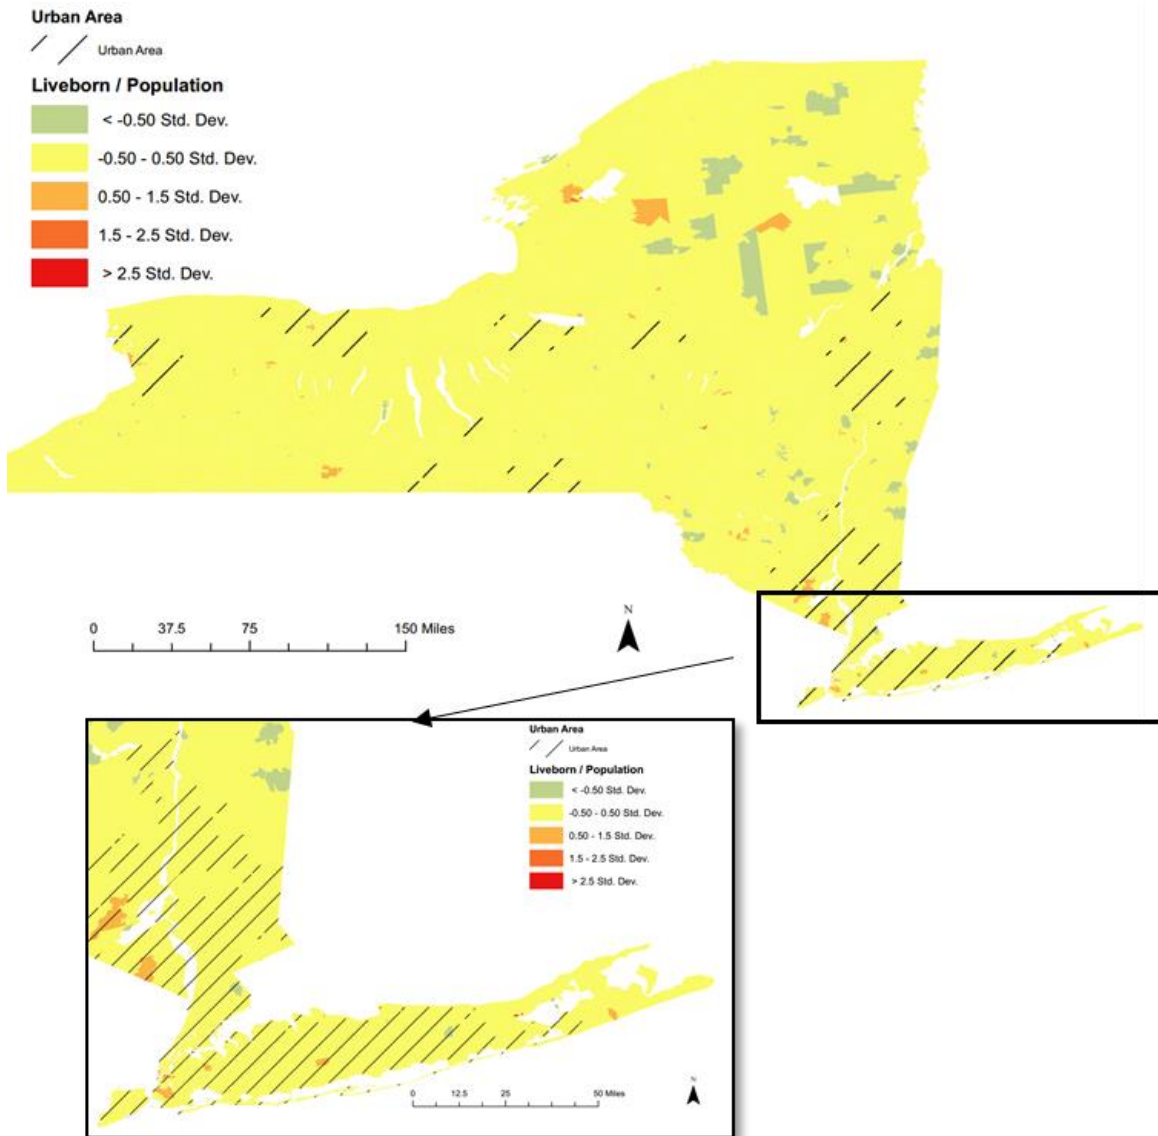 Urban Area
Urban Area
Liveborn / Population
< -0.50 Std. Dev.
-0.50 - 0.50 Std. Dev.
0.50 - 1.5 Std. Dev.
1.5 - 2.5 Std. Dev.
> 2.5 Std. Dev.
N
0 37.5 75 150 Miles
Urban Area
Urban Area
Liveborn / Population
< -0.50 Std. Dev.
-0.50 - 0.50 Std. Dev.
0.50 - 1.5 Std. Dev.
1.5 - 2.5 Std. Dev.
> 2.5 Std. Dev.
N
0 12.5 25 50 Miles